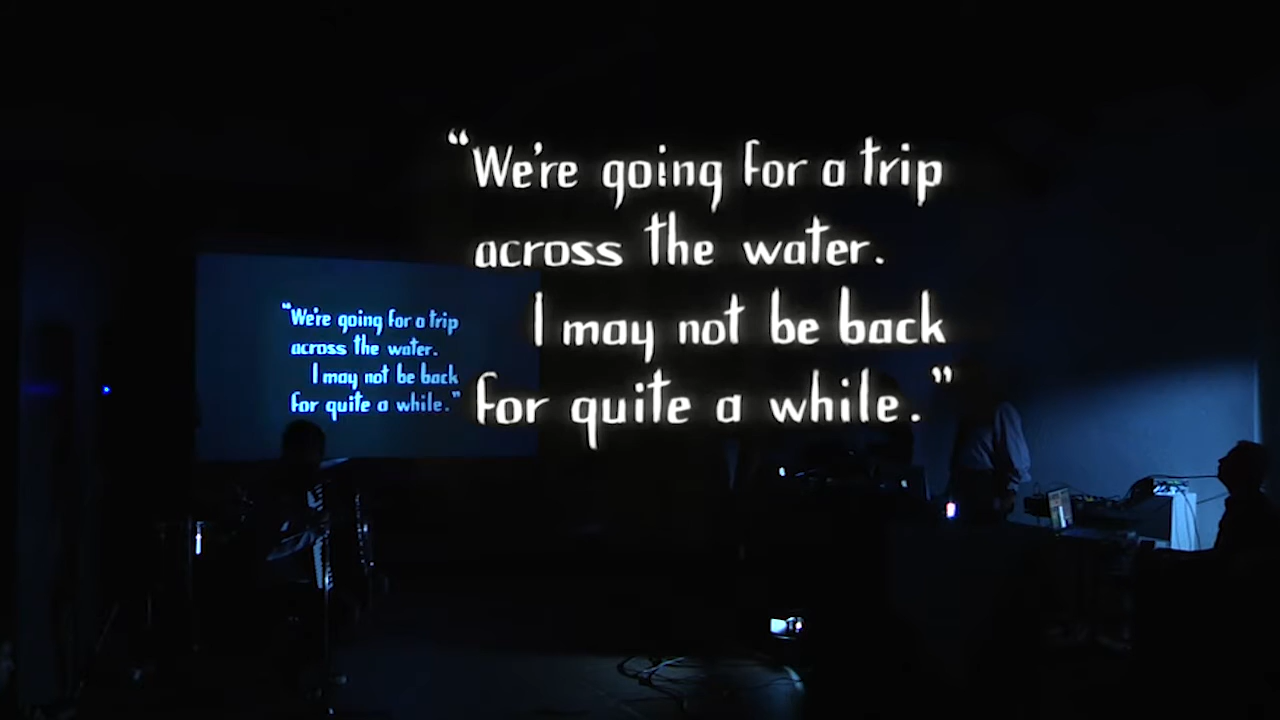 “We're going for a trip
across the water.
I may not be back
for quite a while.”
“We're going for a trip
across the water.
I may not be back
for quite a while.”